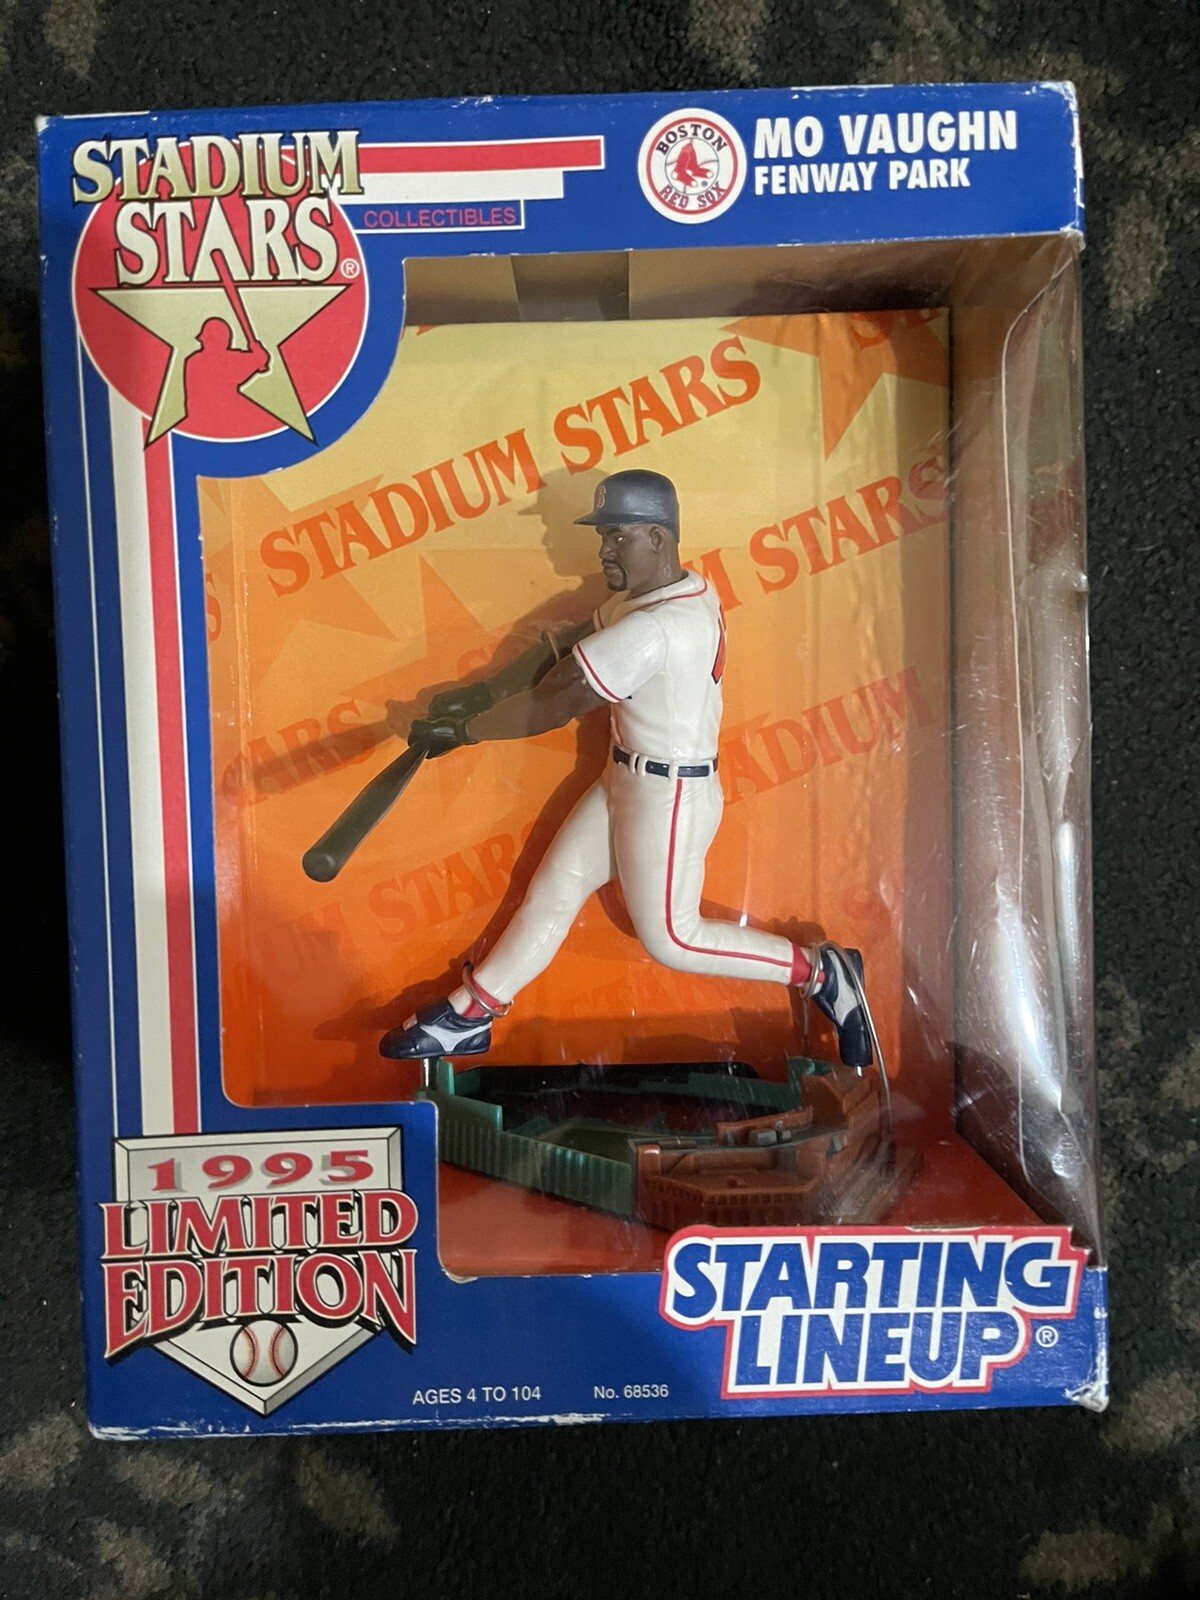 STADIUM
STARS®
COLLECTIBLES
BOSTON
RED SOX
MO VAUGHN
FENWAY PARK
STADIUM STARS
STARS
STADIUM
STARS
B
1995
LIMITED
EDITION
AGES 4 TO 104
No. 68536
STARTING
LINEUP®